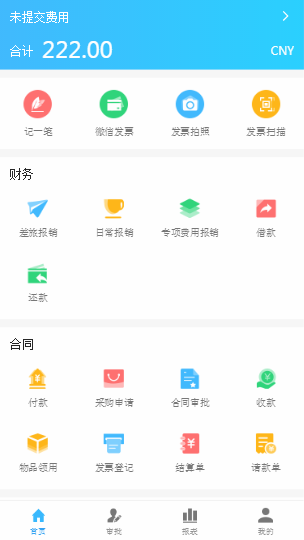 未提交费用
合计 222.00 CNY
记一笔 微信发票 发票拍照 发票扫描
财务
差旅报销 日常报销 专项费用报销 借款
还款
合同
付款 采购申请 合同审批 收款
物品领用 发票登记 结算单 请款单
首页 审批 报表 我的